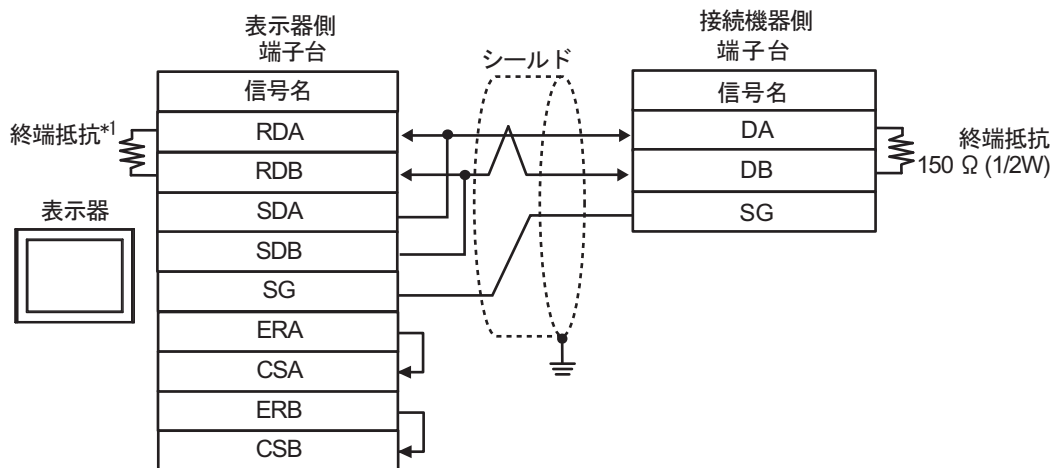 表示器側
端子台
信号名
RDA
RDB
SDA
SDB
SG
ERA
CSA
ERB
CSB
終端抵抗*1
表示器
シールド
接続機器側
端子台
信号名
DA
DB
SG
終端抵抗
150 Ω (1/2W)